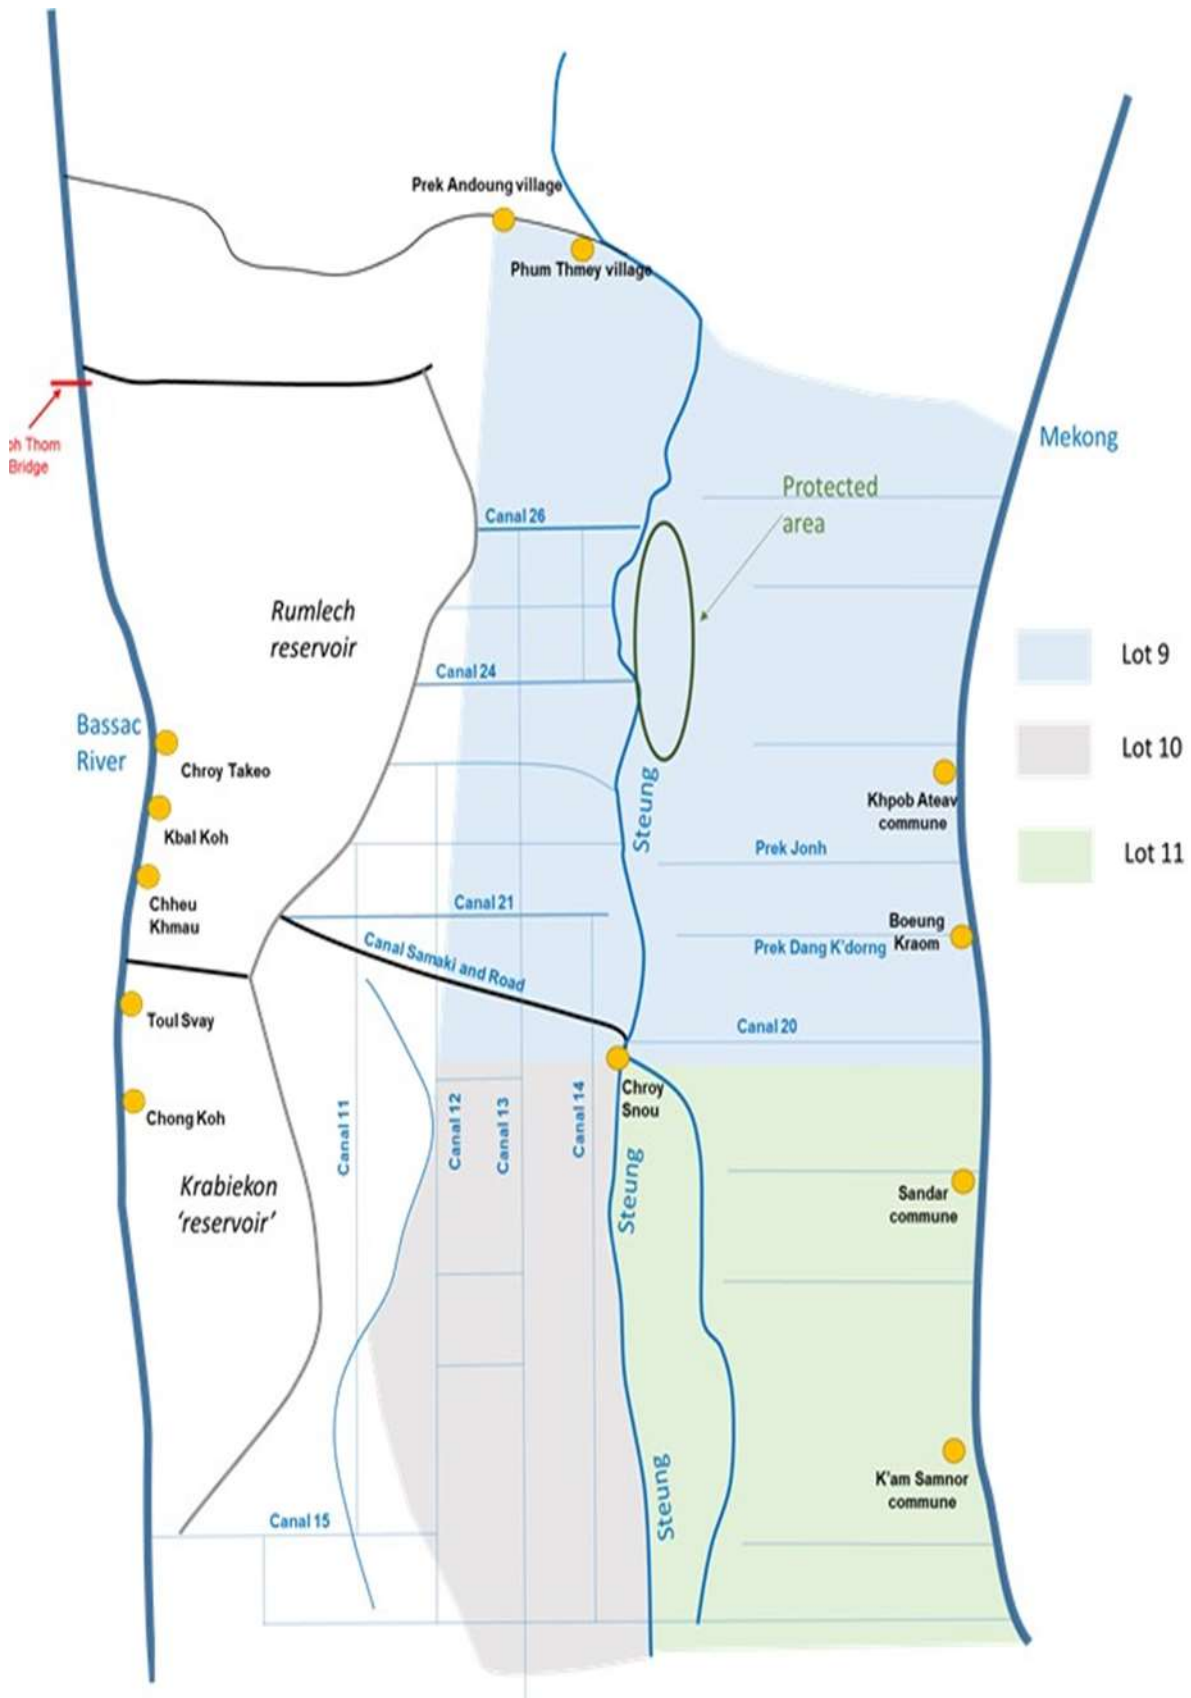 Prek Andoung village
Phum Thmey village
oh Thom
Bridge
Mekong
Protected
area
Canal 26
Rumlech
reservoir
Lot 9
Canal 24
Bassac
River
Lot 10
Chroy Takeo
Steung
Khpob Ateav
commune
Kbal Koh
Prek Jonh
Lot 11
Chheu
Khmau
Canal 21
Boeung
Kraom
Canal Samaki and Road
Prek Dang K'dorng
Toul Svay
Canal 20
Chroy
Snou
Chong Koh
Canal 11
Canal 12
Canal 13
Canal 14
Steung
Krabiekon
‘reservoir’
Sandar
commune
Steung
K'am Samnor
commune
Canal 15